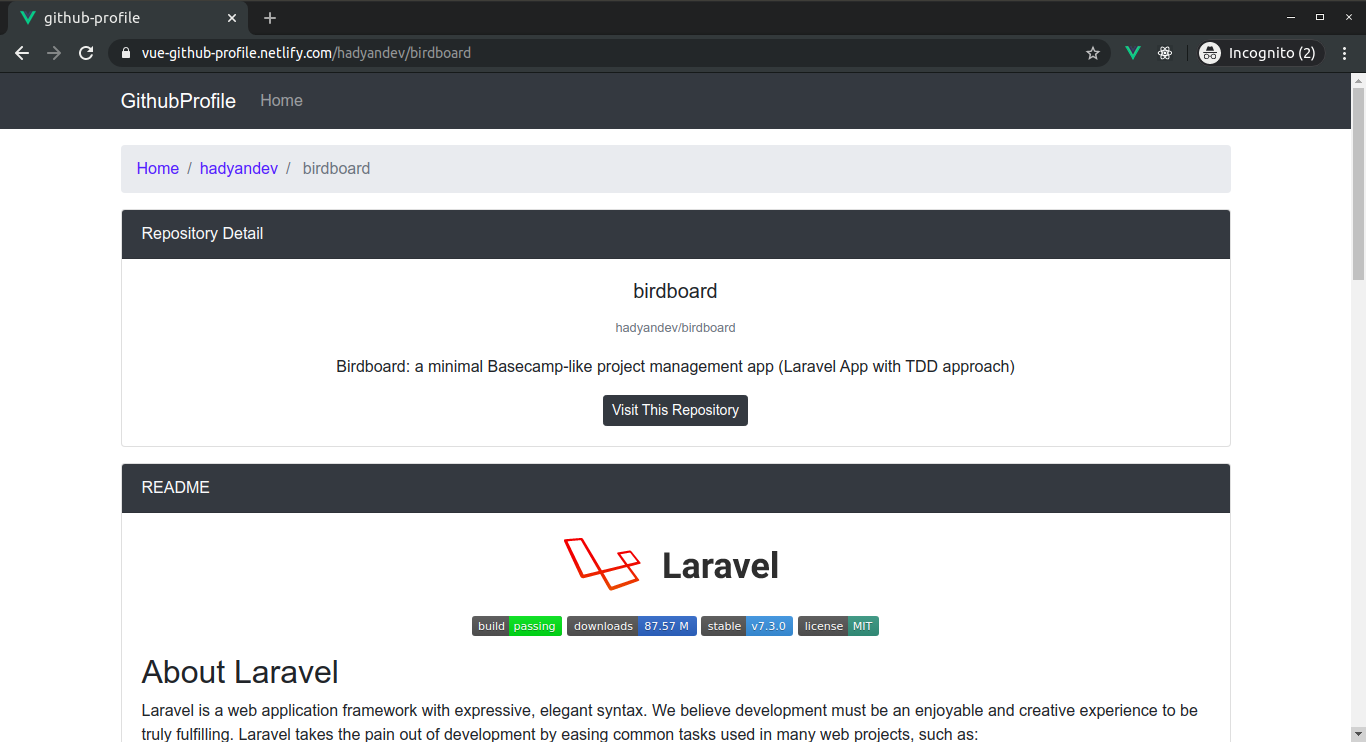 github-profile
vue-github-profile.netlify.com/hadyandev/birdboard
Incognito (2)
GithubProfile Home
Home / hadyandev / birdboard
Repository Detail
birdboard
hadyandev/birdboard
Birdboard: a minimal Basecamp-like project management app (Laravel App with TDD approach)
Visit This Repository
README
Laravel
build passing downloads 87.57 M stable v7.3.0 license MIT
About Laravel
Laravel is a web application framework with expressive, elegant syntax. We believe development must be an enjoyable and creative experience to be
truly fulfilling. Laravel takes the pain out of development by easing common tasks used in many web projects, such as: